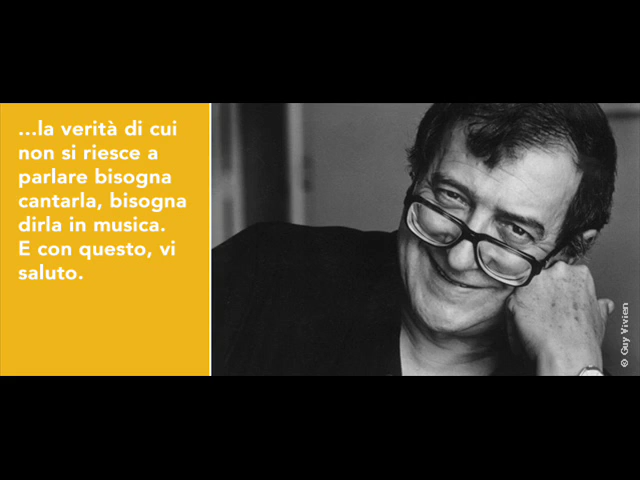 ...la verità di cui
non si riesce a
parlare bisogna
cantarla, bisogna
dirla in musica.
E con questo, vi
saluto.
© Guy Vivien